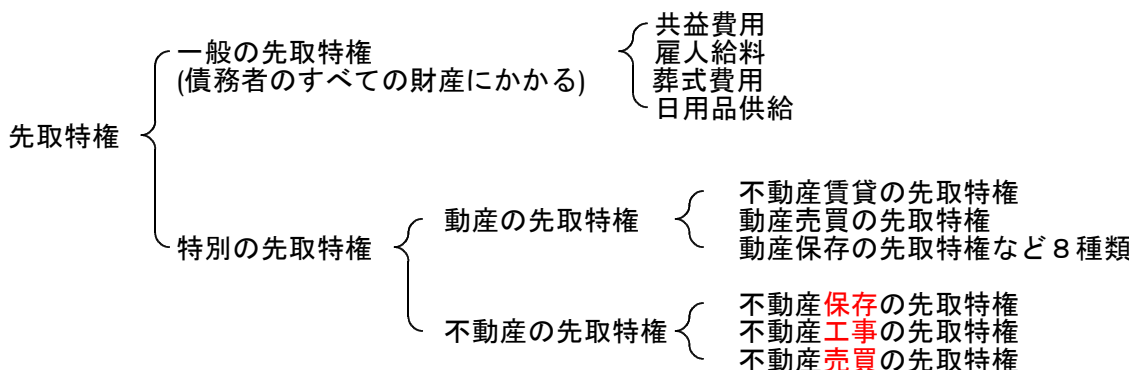 共益費用
一般の先取特権
雇人給料
(債務者のすべての財産にかかる)
葬式費用
日用品供給
先取特権
不動産賃貸の先取特権
動産の先取特権
動産売買の先取特権
特別の先取特権
動産保存の先取特権など８種類
不動産保存の先取特権
不動産の先取特権
不動産工事の先取特権
不動産売買の先取特権